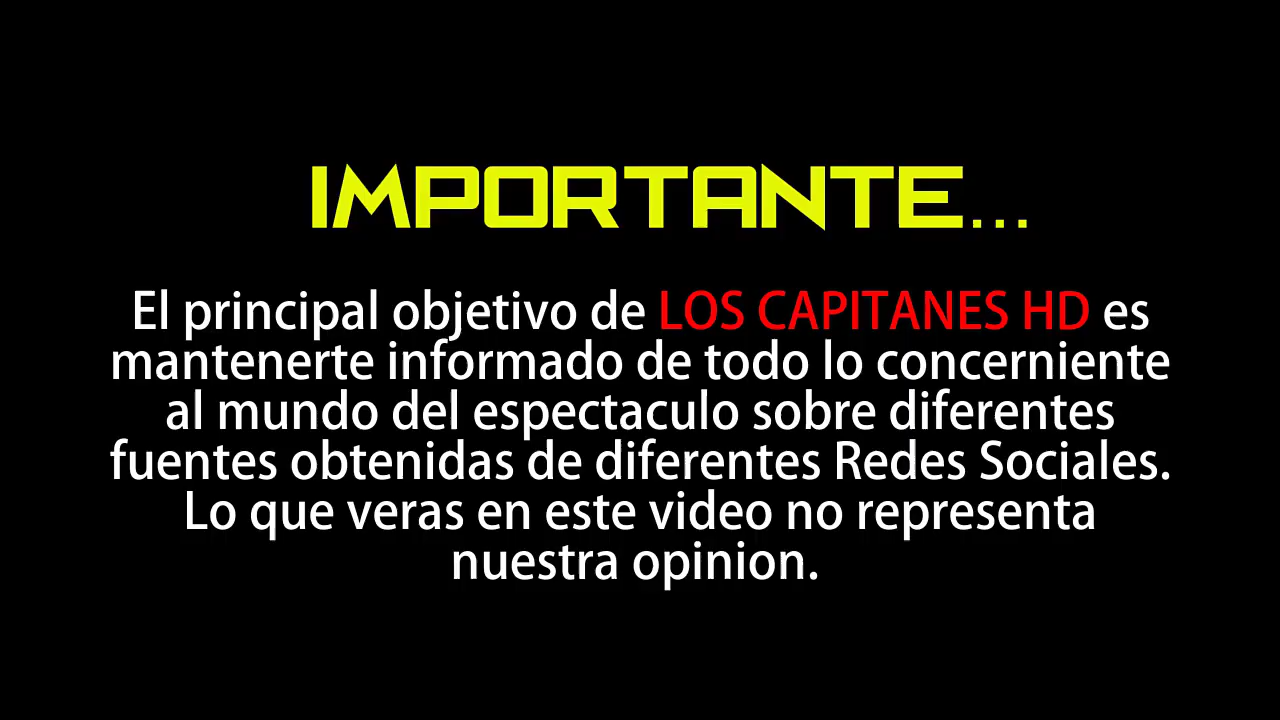 IMPORTANTE...
El principal objetivo de LOS CAPITANES HD es
mantenerte informado de todo lo concerniente
al mundo del espectaculo sobre diferentes
fuentes obtenidas de diferentes Redes Sociales.
Lo que veras en este video no representa
nuestra opinion.